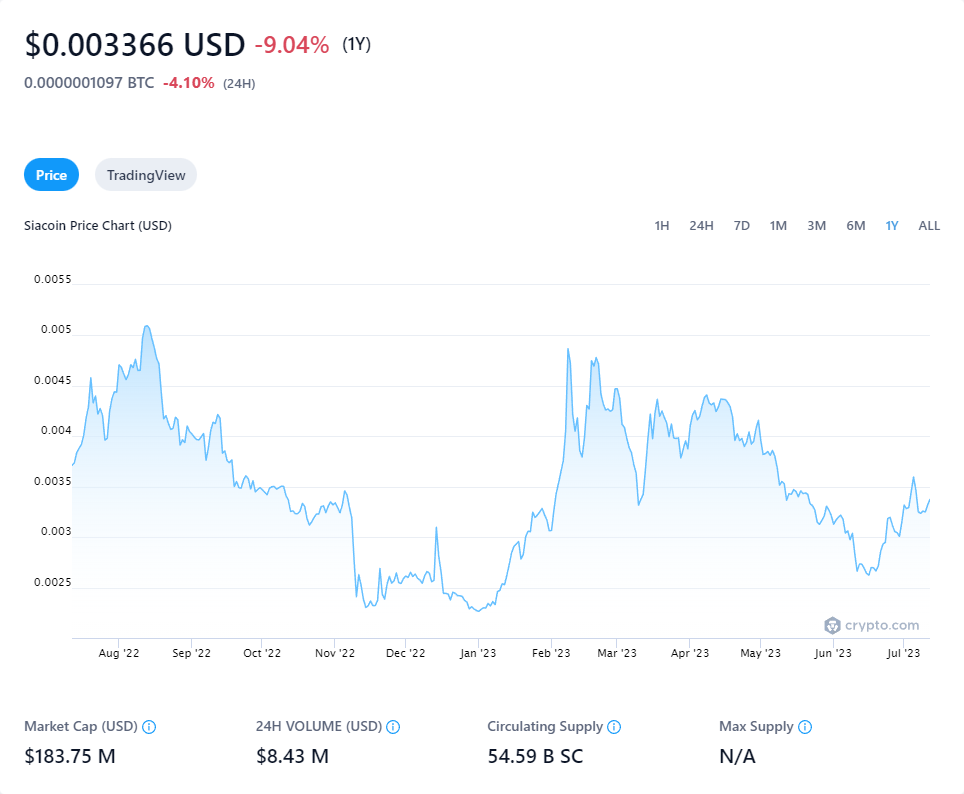 $0.003366 USD -9.04% (1Y)
0.0000001097 BTC -4.10% (24H)
Price TradingView
Siacoin Price Chart (USD) 1H 24H 7D 1M 3M 6M 1Y ALL
0.0055
0.005
0.0045
0.004
0.0035
0.003
0.0025
crypto.com
Aug '22 Sep '22 Oct '22 Nov '22 Dec '22 Jan '23 Feb '23 Mar '23 Apr '23 May '23 Jun '23 Jul '23
Market Cap (USD) 24H VOLUME (USD) Circulating Supply Max Supply
$183.75 M $8.43 M 54.59 B SC N/A